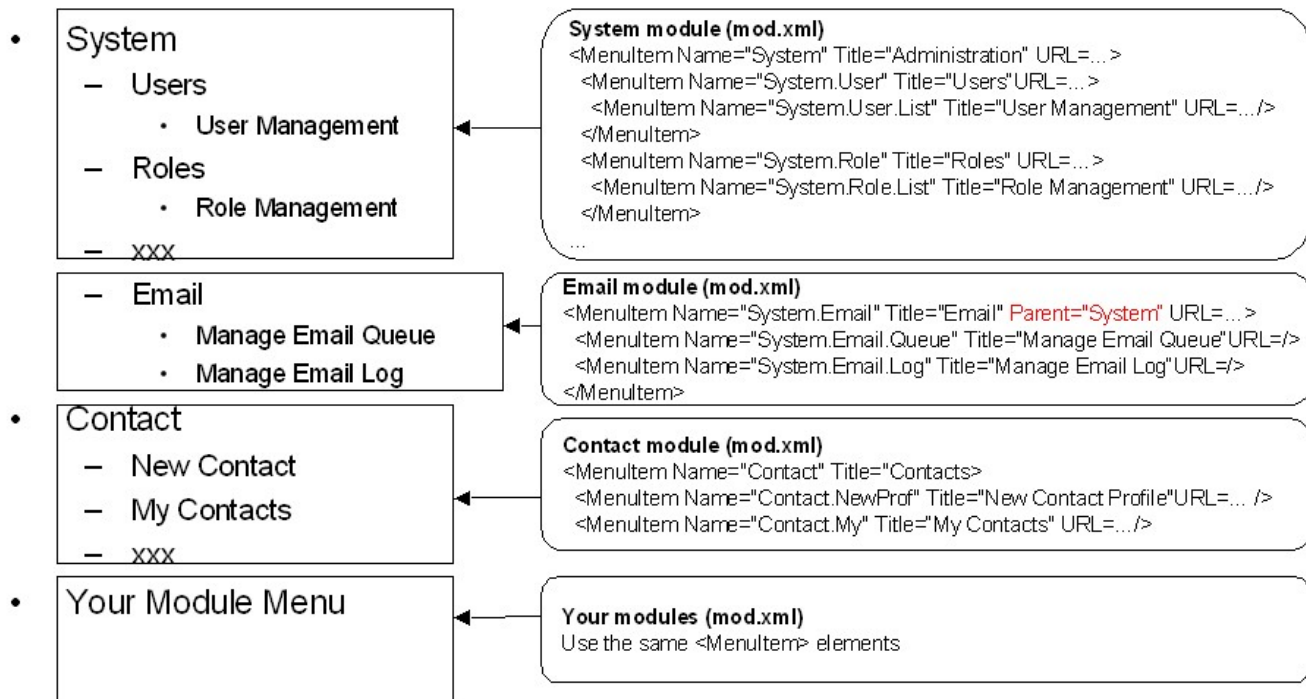 • System
– Users
• User Management
– Roles
• Role Management
– xxx
System module (mod.xml)
<MenuItem Name="System" Title="Administration" URL=...>
<MenuItem Name="System.User" Title="Users"URL=...>
<MenuItem Name="System.User.List" Title="User Management" URL=.../>
</MenuItem>
<MenuItem Name="System.Role" Title="Roles" URL=...>
<MenuItem Name="System.Role.List" Title="Role Management" URL=.../>
</MenuItem>
...
– Email
• Manage Email Queue
• Manage Email Log
Email module (mod.xml)
<MenuItem Name="System.Email" Title="Email" Parent="System" URL=...>
<MenuItem Name="System.Email.Queue" Title="Manage Email Queue"URL=/>
<MenuItem Name="System.Email.Log" Title="Manage Email Log"URL=/>
</MenuItem>
• Contact
– New Contact
– My Contacts
– xxx
Contact module (mod.xml)
<MenuItem Name="Contact" Title="Contacts>
<MenuItem Name="Contact.NewProf" Title="New Contact Profile"URL=... />
<MenuItem Name="Contact.My" Title="My Contacts" URL=.../>
• Your Module Menu
Your modules (mod.xml)
Use the same <MenuItem> elements